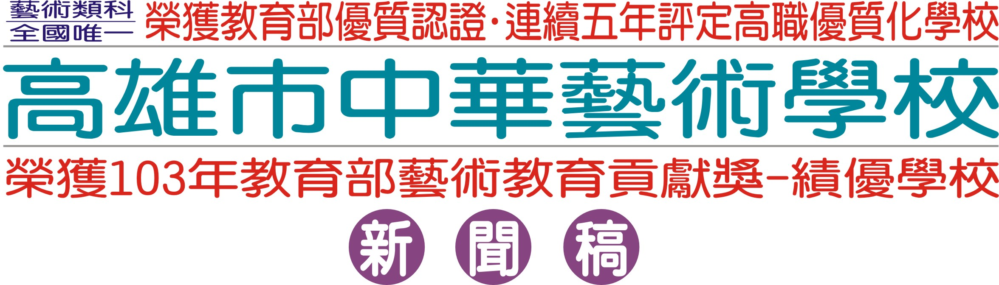 藝術類科
全國唯一
榮獲教育部優質認證·連續五年評定高職優質化學校
高雄市中華藝術學校
榮獲103年教育部藝術教育貢獻獎-績優學校
新聞稿